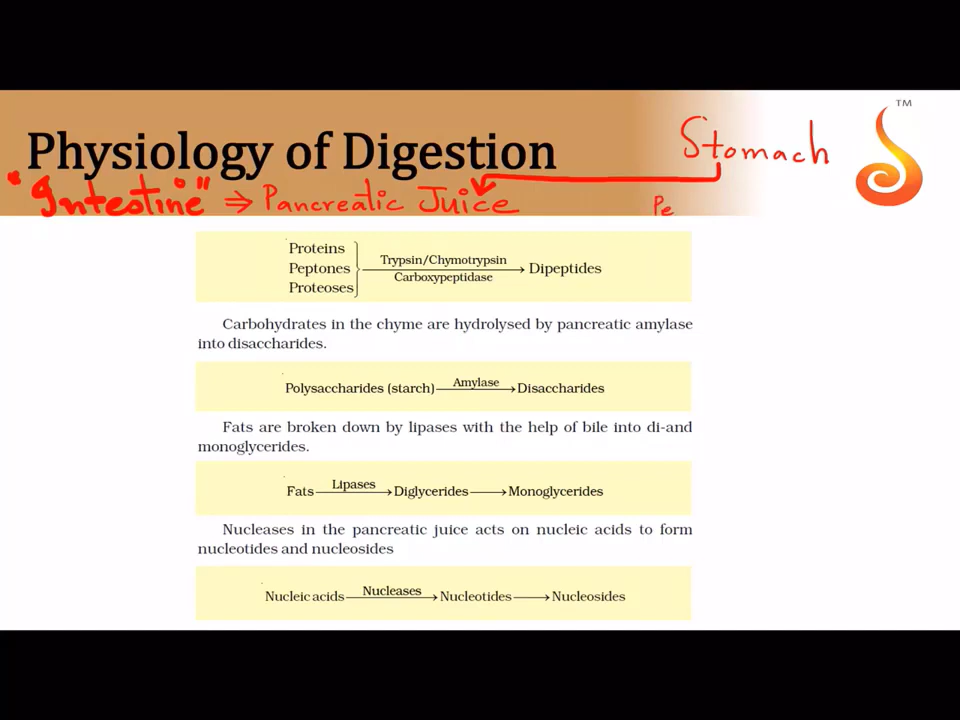 TM
Stomach
Physiology of Digestion
"Intestine" ⇒ Pancreatic Juice
Pe
Proteins
Peptones
Proteoses
Trypsin/Chymotrypsin
Carboxypeptidase
Dipeptides
Carbohydrates in the chyme are hydrolysed by pancreatic amylase
into disaccharides.
Polysaccharides (starch) Amylase Disaccharides
Fats are broken down by lipases with the help of bile into di-and
monoglycerides.
Fats Lipases Diglycerides Monoglycerides
Nucleases in the pancreatic juice acts on nucleic acids to form
nucleotides and nucleosides
Nucleic acids Nucleases Nucleotides Nucleosides